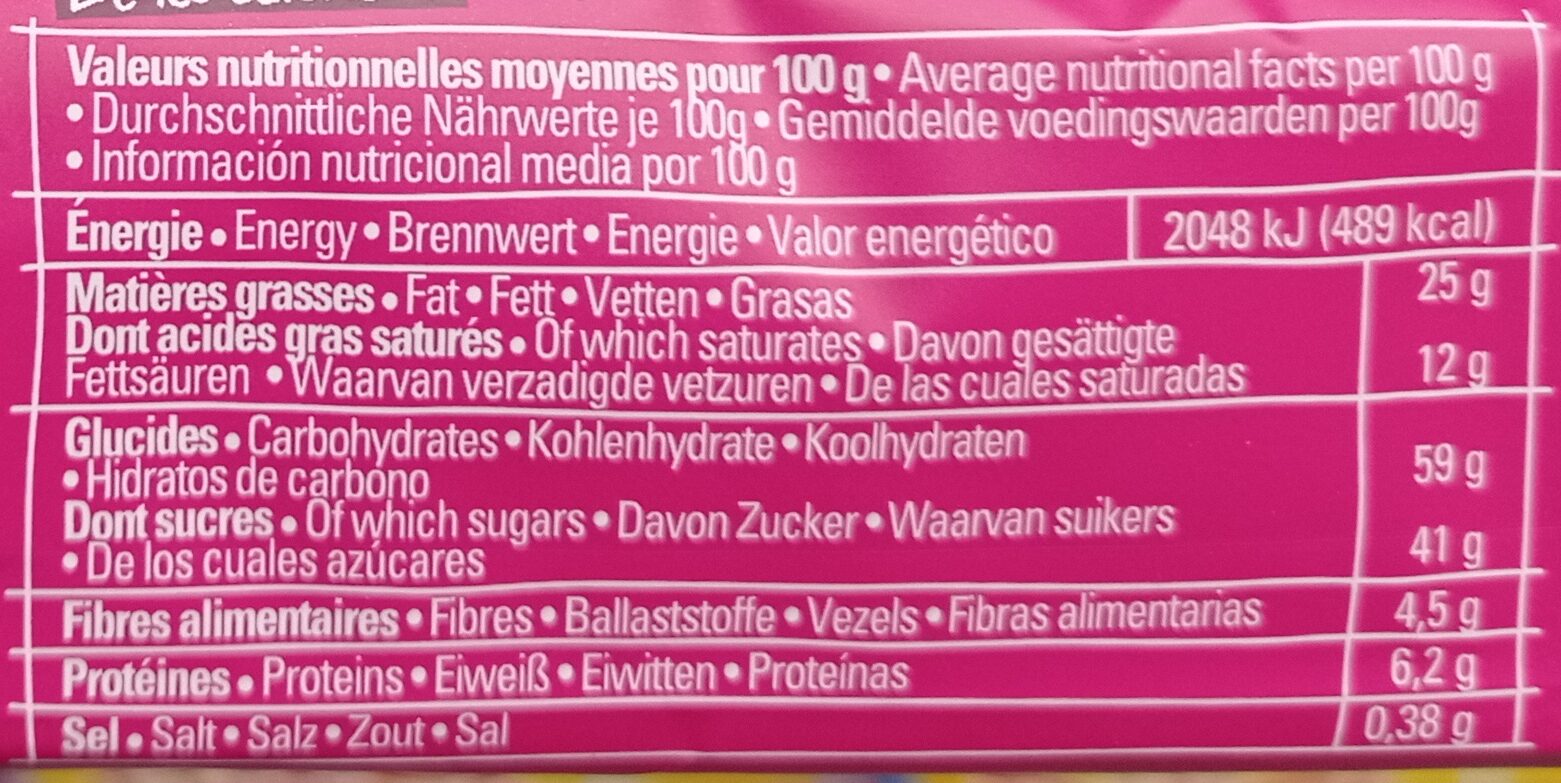 Valeurs nutritionnelles moyennes pour 100 g • Average nutritional facts per 100 g
• Durchschnittliche Nährwerte je 100g • Gemiddelde voedingswaarden per 100g
• Información nutricional media por 100 g
Énergie • Energy • Brennwert • Energie • Valor energético 2048 kJ (489 kcal)
Matières grasses • Fat • Fett • Vetten • Grasas 25 g
Dont acides gras saturés • Of which saturates • Davon gesättigte
Fettsäuren • Waarvan verzadigde vetzuren • De las cuales saturadas 12 g
Glucides • Carbohydrates • Kohlenhydrate • Koolhydraten
• Hidratos de carbono 59 g
Dont sucres • Of which sugars • Davon Zucker • Waarvan suikers
• De los cuales azúcares 41 g
Fibres alimentaires • Fibres • Ballaststoffe • Vezels • Fibras alimentarias 4,5 g
Protéines • Proteins • Eiweiß • Eiwitten • Proteínas 6,2 g
Sel • Salt • Salz • Zout • Sal 0,38 g